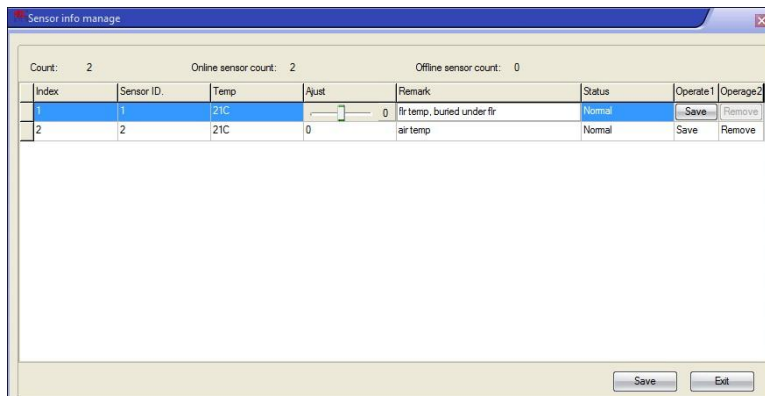 Sensor info manage
Count: 2 Online sensor count: 2 Offline sensor count: 0
Index Sensor ID. Temp Ajust Remark Status Operate1 Operage2
1 1 21C 0 flr temp, buried under flr Normal Save Remove
2 2 21C 0 air temp Normal Save Remove
Save Exit